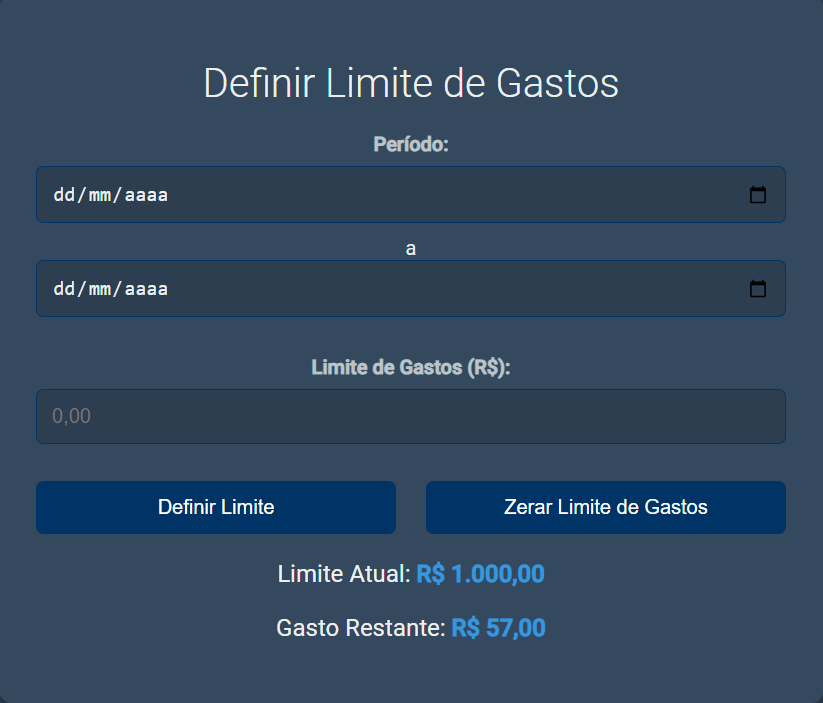 Definir Limite de Gastos
Período:
dd/mm/aaaa
a
dd/mm/aaaa
Limite de Gastos (R$):
0,00
Definir Limite
Zerar Limite de Gastos
Limite Atual: R$ 1.000,00
Gasto Restante: R$ 57,00